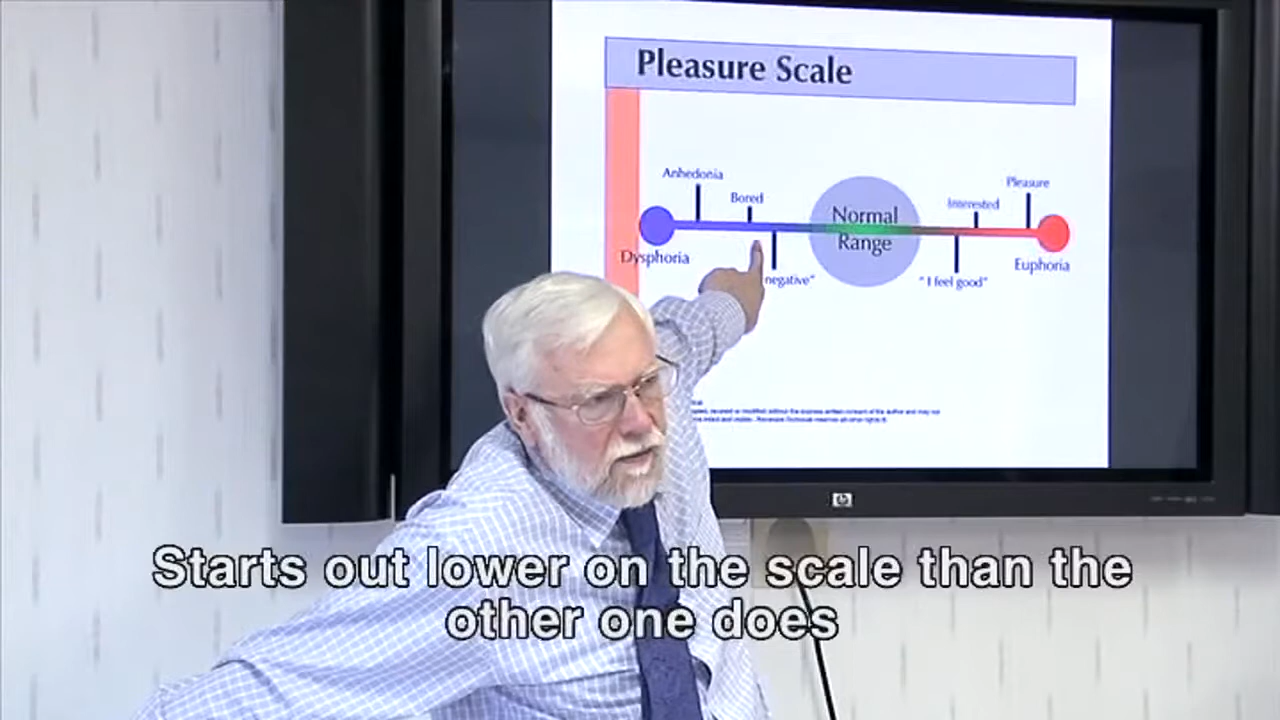 Pleasure Scale
Anhedonia
Bored
Normal
Range
Interested
Pleasure
Dysphoria
negative"
"I feel good"
Euphoria
hp
Starts out lower on the scale than the
other one does